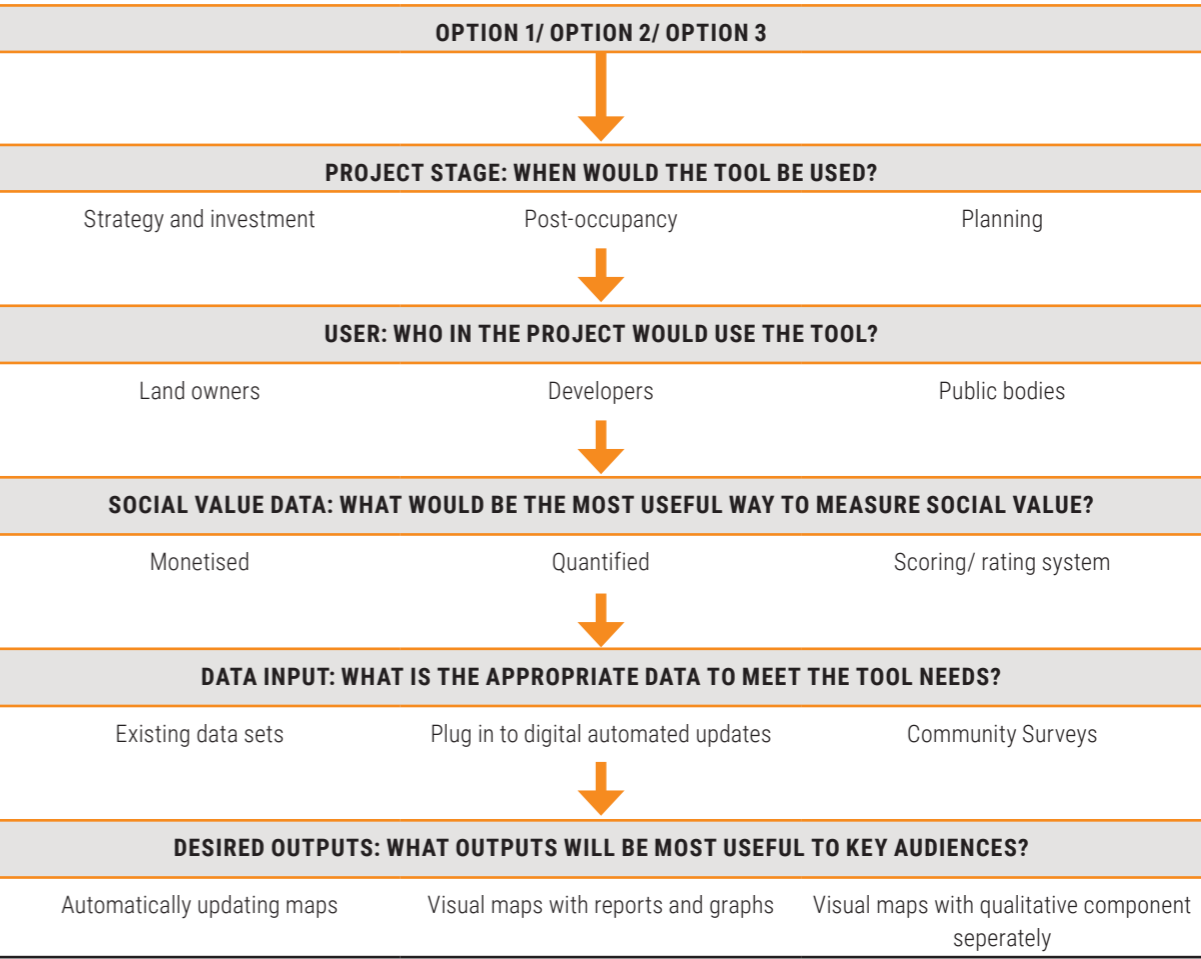 OPTION 1/ OPTION 2/ OPTION 3
PROJECT STAGE: WHEN WOULD THE TOOL BE USED?
Strategy and investment
Post-occupancy
Planning
USER: WHO IN THE PROJECT WOULD USE THE TOOL?
Land owners
Developers
Public bodies
SOCIAL VALUE DATA: WHAT WOULD BE THE MOST USEFUL WAY TO MEASURE SOCIAL VALUE?
Monetised
Quantified
Scoring/ rating system
DATA INPUT: WHAT IS THE APPROPRIATE DATA TO MEET THE TOOL NEEDS?
Existing data sets
Plug in to digital automated updates
Community Surveys
DESIRED OUTPUTS: WHAT OUTPUTS WILL BE MOST USEFUL TO KEY AUDIENCES?
Automatically updating maps
Visual maps with reports and graphs
Visual maps with qualitative component
seperately